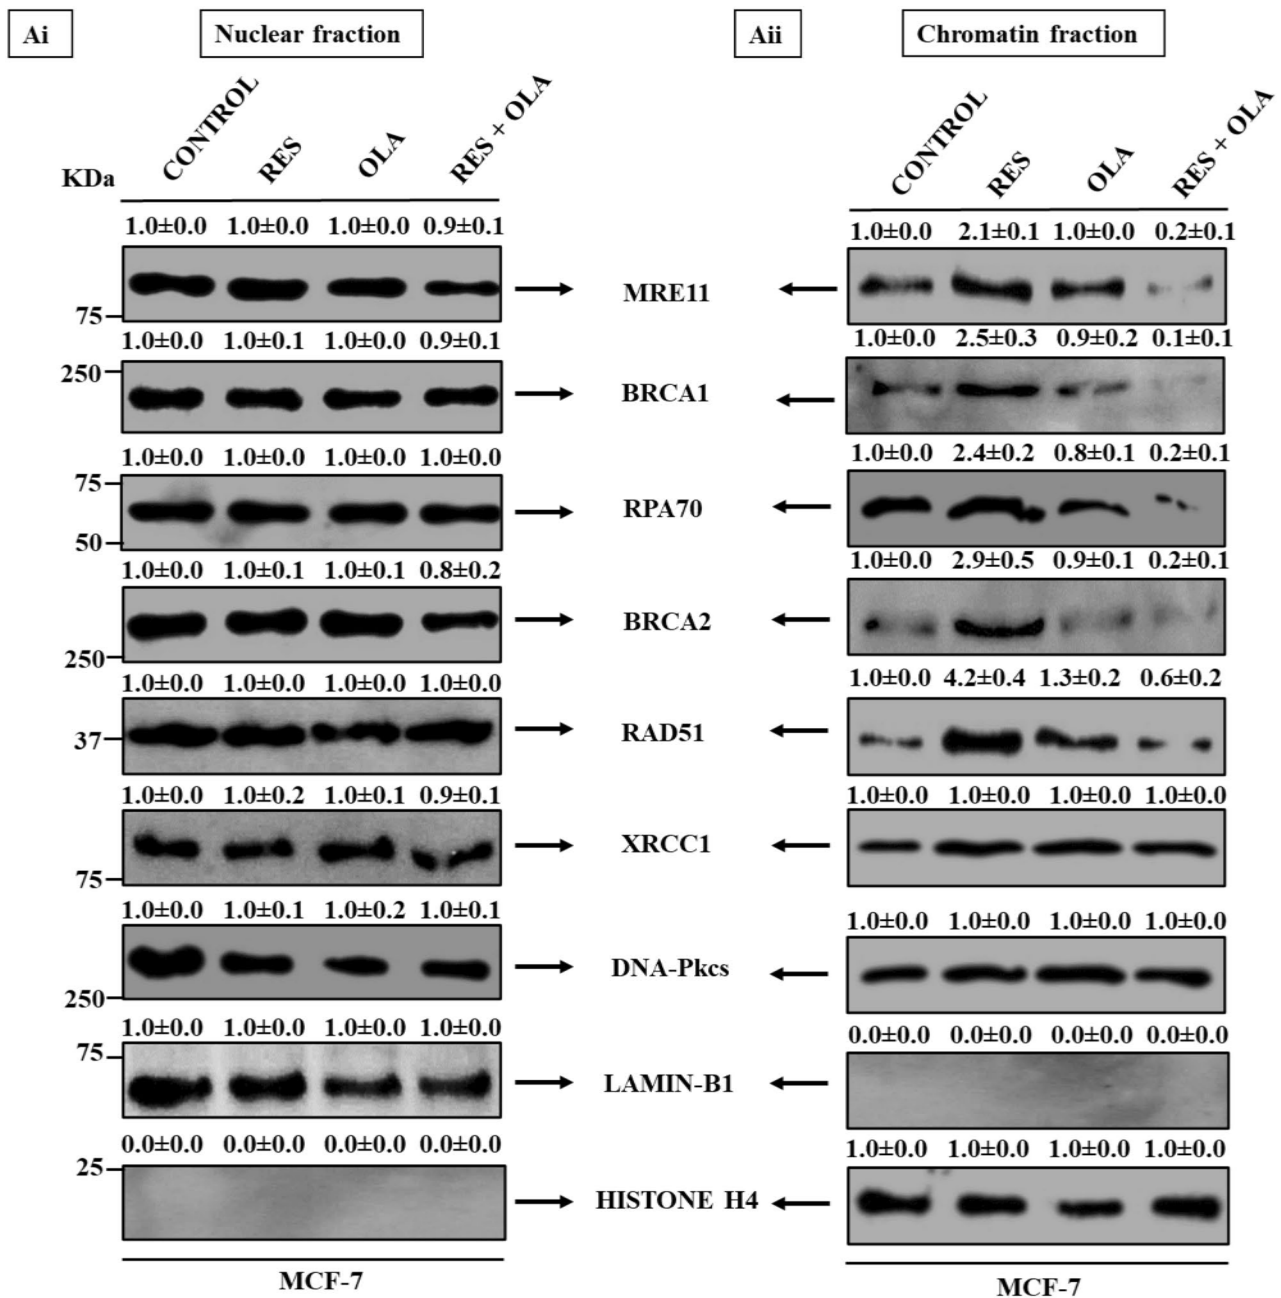 Ai
Nuclear fraction
KDa
CONTROL
RES
OLA
RES + OLA
1.0±0.0 1.0±0.0 1.0±0.0 0.9±0.1
75
1.0±0.0 1.0±0.1 1.0±0.0 0.9±0.1
250
1.0±0.0 1.0±0.0 1.0±0.0 1.0±0.0
75
50
1.0±0.0 1.0±0.1 1.0±0.1 0.8±0.2
250
1.0±0.0 1.0±0.0 1.0±0.0 1.0±0.0
37
1.0±0.0 1.0±0.2 1.0±0.1 0.9±0.1
75
1.0±0.0 1.0±0.1 1.0±0.2 1.0±0.1
250
1.0±0.0 1.0±0.0 1.0±0.0 1.0±0.0
75
0.0±0.0 0.0±0.0 0.0±0.0 0.0±0.0
25
MCF-7
MRE11
BRCA1
RPA70
BRCA2
RAD51
XRCC1
DNA-Pkcs
LAMIN-B1
HISTONE H4
Aii
Chromatin fraction
CONTROL
RES
OLA
RES + OLA
1.0±0.0 2.1±0.1 1.0±0.0 0.2±0.1
1.0±0.0 2.5±0.3 0.9±0.2 0.1±0.1
1.0±0.0 2.4±0.2 0.8±0.1 0.2±0.1
1.0±0.0 2.9±0.5 0.9±0.1 0.2±0.1
1.0±0.0 4.2±0.4 1.3±0.2 0.6±0.2
1.0±0.0 1.0±0.0 1.0±0.0 1.0±0.0
1.0±0.0 1.0±0.0 1.0±0.0 1.0±0.0
0.0±0.0 0.0±0.0 0.0±0.0 0.0±0.0
1.0±0.0 1.0±0.0 1.0±0.0 1.0±0.0
MCF-7